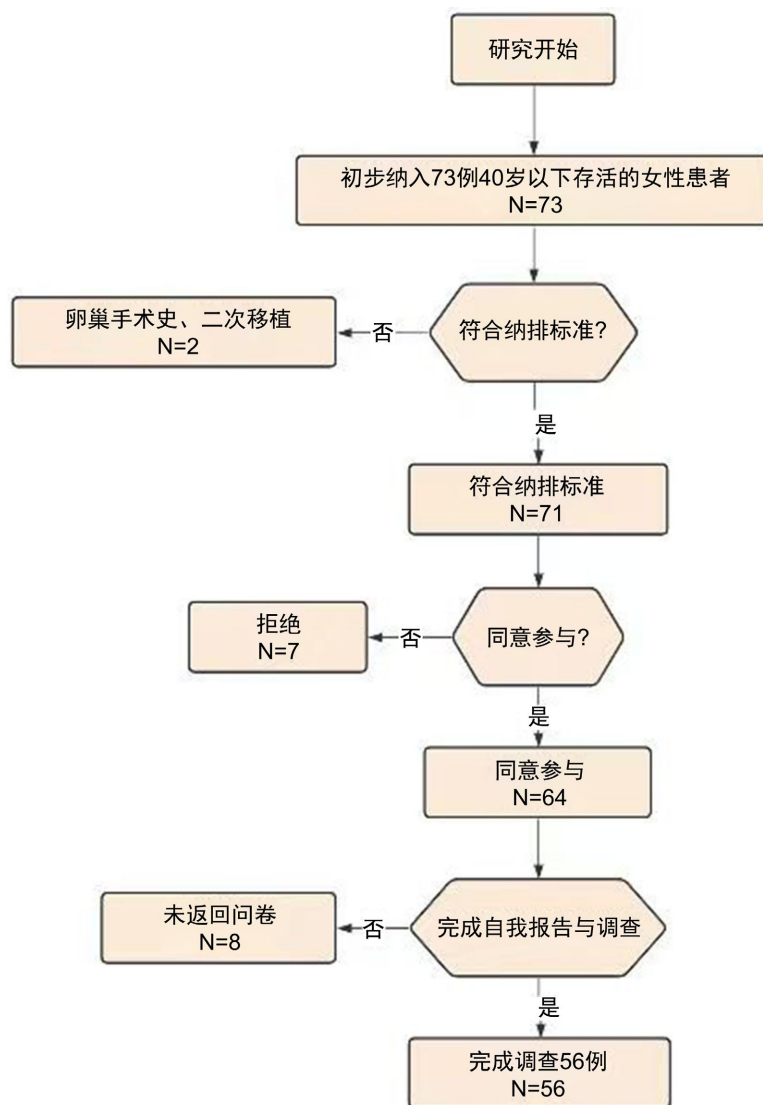 研究开始
初步纳入73例40岁以下存活的女性患者
N=73
卵巢手术史、二次移植
N=2
否
符合纳排标准?
是
符合纳排标准
N=71
拒绝
N=7
否
同意参与?
是
同意参与
N=64
未返回问卷
N=8
否
完成自我报告与调查
是
完成调查56例
N=56